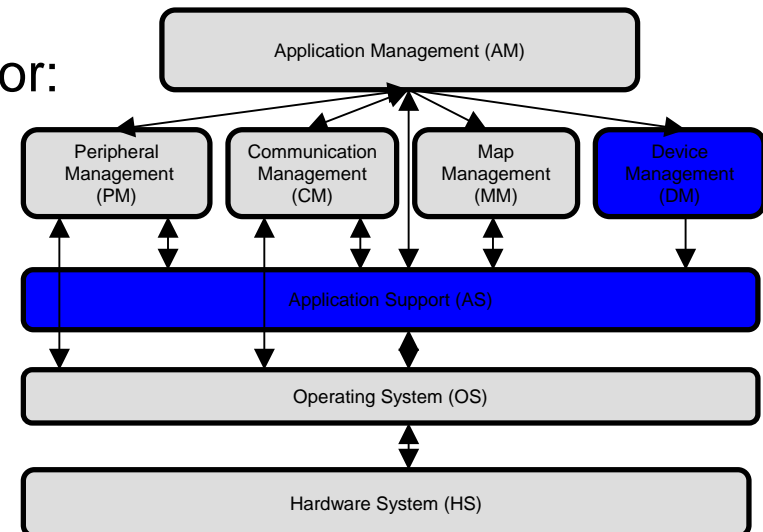 or:
Application Management (AM)
Peripheral
Management
(PM)
Communication
Management
(CM)
Map
Management
(MM)
Device
Management
(DM)
Application Support (AS)
Operating System (OS)
Hardware System (HS)